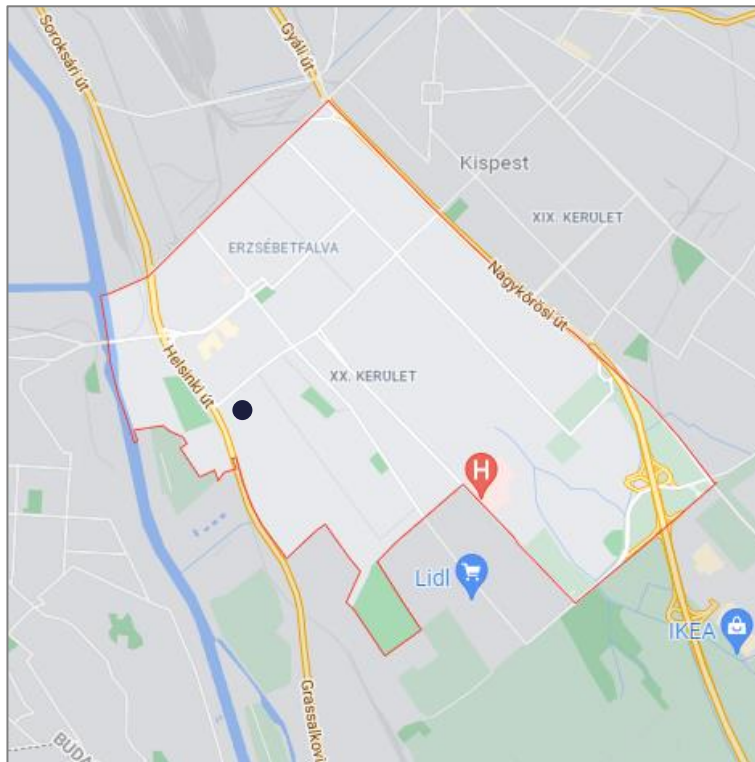 Soroksári út
Gyáli út
Kispest
XIX. KERÜLET
ERZSÉBETFALVA
Nagykőrösi út
Helsinki út
XX. KERÜLET
H
Lidl
IKEA
Grassalkovi
BUDA